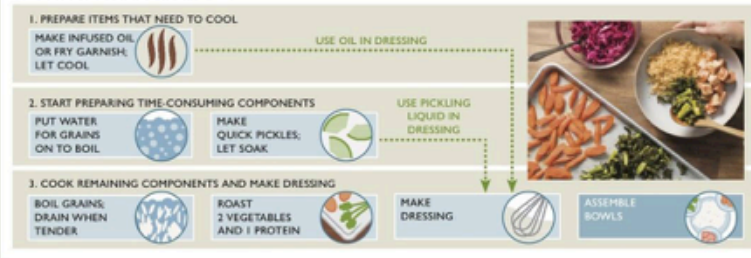 1. PREPARE ITEMS THAT NEED TO COOL
MAKE INFUSED OIL
OR FRY GARNISH;
LET COOL
USE OIL IN DRESSING
2. START PREPARING TIME-CONSUMING COMPONENTS
PUT WATER
FOR GRAINS
ON TO BOIL
MAKE
QUICK PICKLES;
LET SOAK
USE PICKLING
LIQUID IN
DRESSING
3. COOK REMAINING COMPONENTS AND MAKE DRESSING
BOIL GRAINS;
DRAIN WHEN
TENDER
ROAST
2 VEGETABLES
AND 1 PROTEIN
MAKE
DRESSING
ASSEMBLE
BOWLS